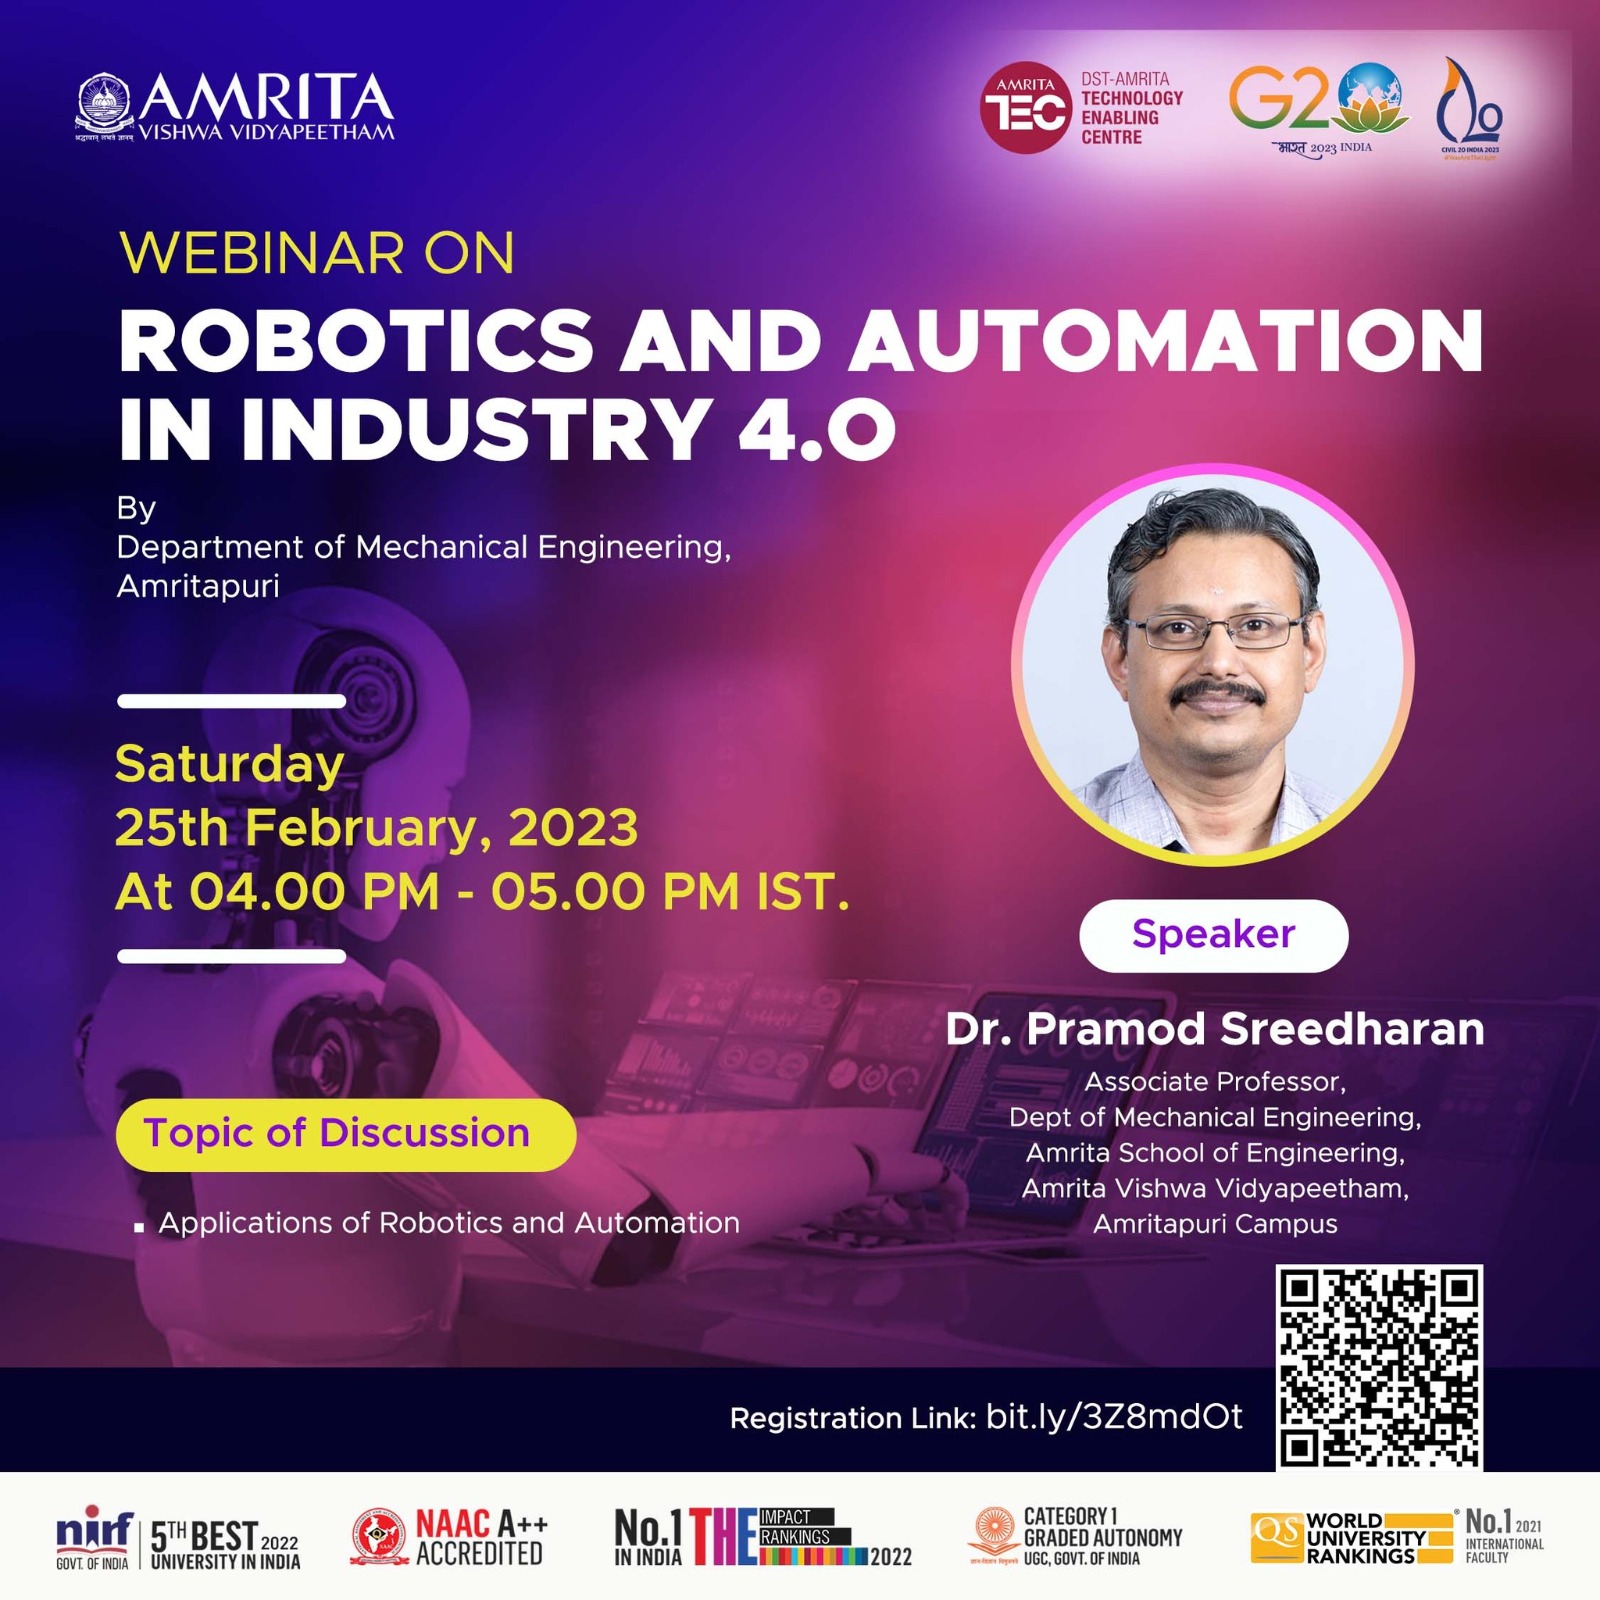 AMRITA
VISHWA VIDYAPEETHAM
श्रद्धावान् लभते ज्ञानम्
AMRITA
TEC
DST-AMRITA
TECHNOLOGY
ENABLING
CENTRE
G20
भारत 2023 INDIA
C20
CIVIL 20 INDIA 2023
#YouAreTheLight
WEBINAR ON
ROBOTICS AND AUTOMATION
IN INDUSTRY 4.0
By
Department of Mechanical Engineering,
Amritapuri
Saturday
25th February, 2023
At 04.00 PM - 05.00 PM IST.
Speaker
Dr. Pramod Sreedharan
Associate Professor,
Dept of Mechanical Engineering,
Amrita School of Engineering,
Amrita Vishwa Vidyapeetham,
Amritapuri Campus
Topic of Discussion
▪ Applications of Robotics and Automation
Registration Link: bit.ly/3Z8mdOt
nirf
GOVT. OF INDIA
5TH BEST 2022
UNIVERSITY IN INDIA
NAAC A++
ACCREDITED
No.1
IN INDIA
THE
IMPACT
RANKINGS
2022
ज्ञान-विज्ञान विमुक्तये
CATEGORY 1
GRADED AUTONOMY
UGC, GOVT. OF INDIA
QS
WORLD
UNIVERSITY
RANKINGS
®
No.1 2021
INTERNATIONAL
FACULTY